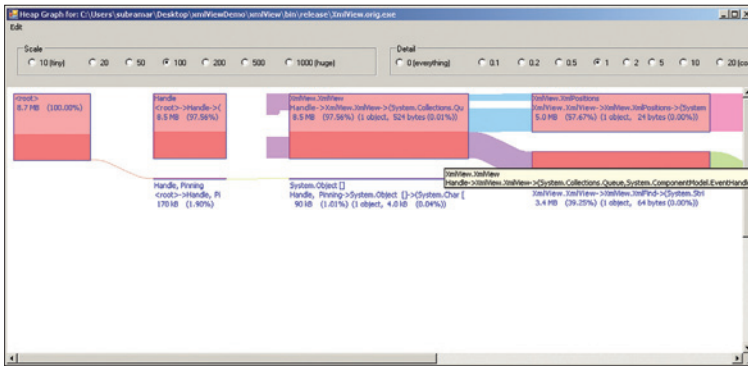 Heap Graph for: C:\Users\subramar\Desktop\xmlViewDemo\xmlView\bin\release\XmlView.orig.exe
Edit
Scale
10 (tiny)
20
50
100
200
500
1000 (huge)
Detail
0 (everything)
0.1
0.2
0.5
1
2
5
10
20 (co
<root>
8.7 MB (100.00%)
Handle
<root>->Handle->(
8.5 MB (97.56%)
XmlView.XmlView
Handle->XmlView.XmlView->(System.Collections.Qu
8.5 MB (97.56%) (1 object, 524 bytes (0.01%))
XmlView.XmlPositions
XmlView.XmlView->XmlView.XmlPositions->(System
5.0 MB (57.67%) (1 object, 24 bytes (0.00%))
XmlView.XmlView
Handle->XmlView.XmlView->(System.Collections.Queue,System.ComponentModel.EventHandle
Handle, Pinning
<root>->Handle, Pi
170 kB (1.90%)
System.Object []
Handle, Pinning->System.Object []->(System.Char [
90 kB (1.01%) (1 object, 4.0 kB (0.04%))
XmlView.XmlView->XmlView.XmlFind->(System.Stri
3.4 MB (39.25%) (1 object, 64 bytes (0.00%))